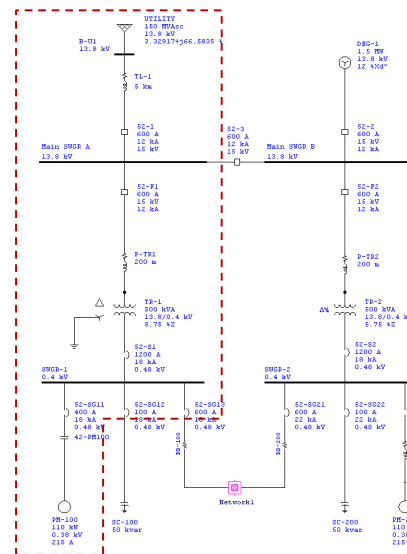 UTILITY
150 MVAsc
13.8 kV
3.32917+j66.5835 %
B-U1
13.8 kV
TL-1
5 km
DEG-1
1.5 MW
13.8 kV
12 %Xd"
52-1
600 A
12 kA
15 kV
52-3
600 A
12 kA
15 kV
52-2
600 A
15 kV
12 kA
Main SWGR A
13.8 kV
Main SWGR B
13.8 kV
52-F1
600 A
15 kV
12 kA
52-F2
600 A
15 kV
12 kA
P-TR1
200 m
P-TR2
200 m
TR-1
500 kVA
13.8/0.4 kV
5.75 %Z
TR-2
500 kVA
13.8/0.4 k
5.75 %Z
52-S1
1200 A
18 kA
0.48 kV
52-S2
1200 A
18 kA
0.48 kV
SWGR-1
0.4 kV
SWGR-2
0.4 kV
52-SG11
400 A
18 kA
0.48 kV
52-SG12
100 A
18 kA
0.48 kV
52-SG13
600 A
0.48 kV
52-SG21
600 A
22 kA
0.48 kV
52-SG22
100 A
22 kA
0.48 kV
42-PM100
BD-100
BD-200
Network1
PM-100
110 kW
0.38 kV
215 A
SC-100
50 kvar
SC-200
50 kvar
PM-
110
0.38
215